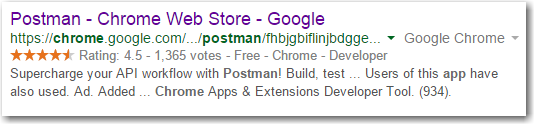 Postman - Chrome Web Store - Google
https://chrome.google.com/.../postman/fhbjgbiflinjbdgge... Google Chrome
Rating: 4.5 - 1,365 votes - Free - Chrome - Developer
Supercharge your API workflow with Postman! Build, test ... Users of this app have
also used. Ad. Added ... Chrome Apps & Extensions Developer Tool. (934).